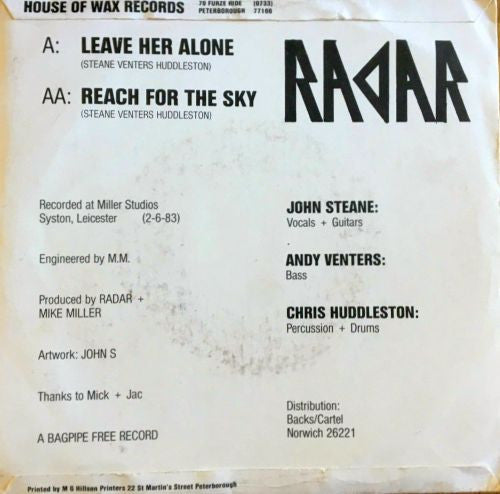 HOUSE OF WAX RECORDS
70 FURZE RIDE (0733)
PETERBOROUGH 77166
A: LEAVE HER ALONE
(STEANE VENTERS HUDDLESTON)
AA: REACH FOR THE SKY
(STEANE VENTERS HUDDLESTON)
RADAR
Recorded at Miller Studios
Syston, Leicester (2-6-83)
Engineered by M.M.
Produced by RADAR +
MIKE MILLER
Artwork: JOHN S
Thanks to Mick + Jac
A BAGPIPE FREE RECORD
JOHN STEANE:
Vocals + Guitars
ANDY VENTERS:
Bass
CHRIS HUDDLESTON:
Percussion + Drums
Distribution:
Backs/Cartel
Norwich 26221
Printed by M G Hillson Printers 22 St Martin's Street Peterborough